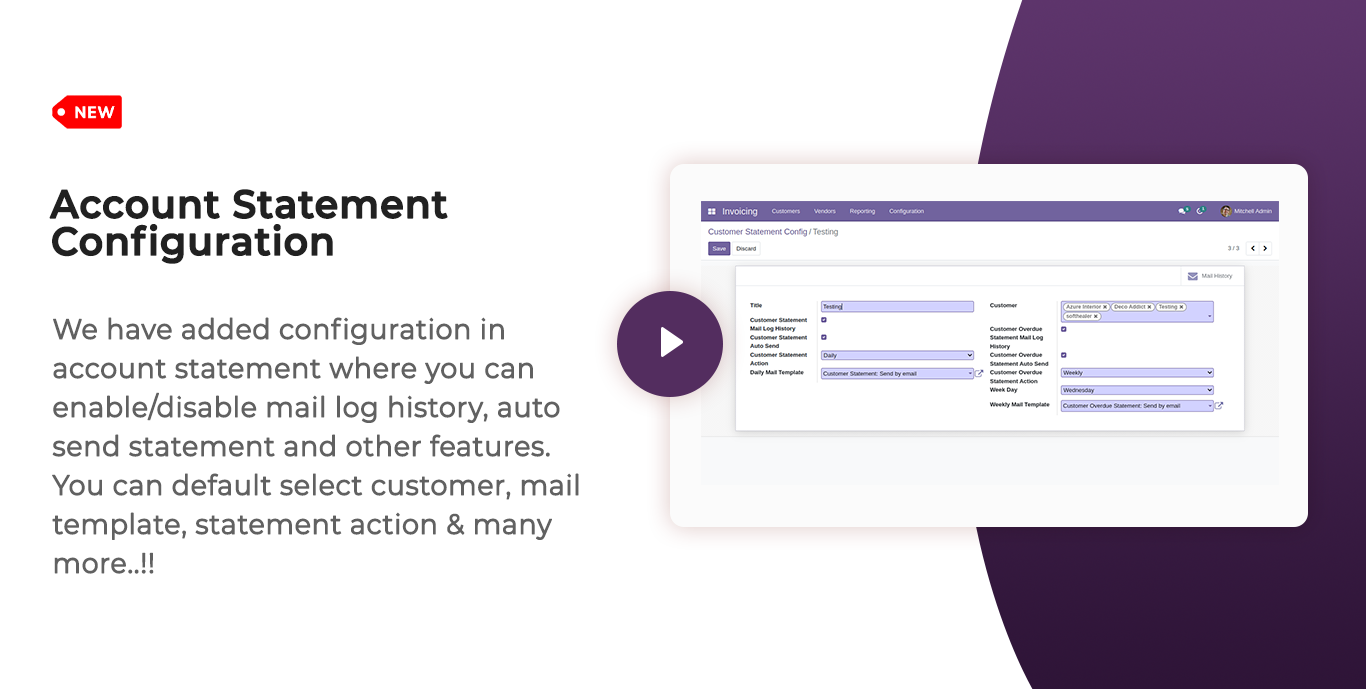 NEW
Account Statement
Configuration
We have added configuration in
account statement where you can
enable/disable mail log history, auto
send statement and other features.
You can default select customer, mail
template, statement action & many
more..!!
Invoicing Customers Vendors Reporting Configuration Mitchell Admin
Customer Statement Config / Testing
Save Discard 3 / 3
Mail History
Title Testing
Customer Statement
Mail Log History
Customer Statement
Auto Send
Customer Statement Daily
Action
Daily Mail Template Customer Statement: Send by email
Customer Azure Interior × Deco Addict × Testing ×
softhealer ×
Customer Overdue
Statement Mail Log
History
Customer Overdue
Statement Auto Send
Customer Overdue Weekly
Statement Action
Week Day Wednesday
Weekly Mail Template Customer Overdue Statement: Send by email